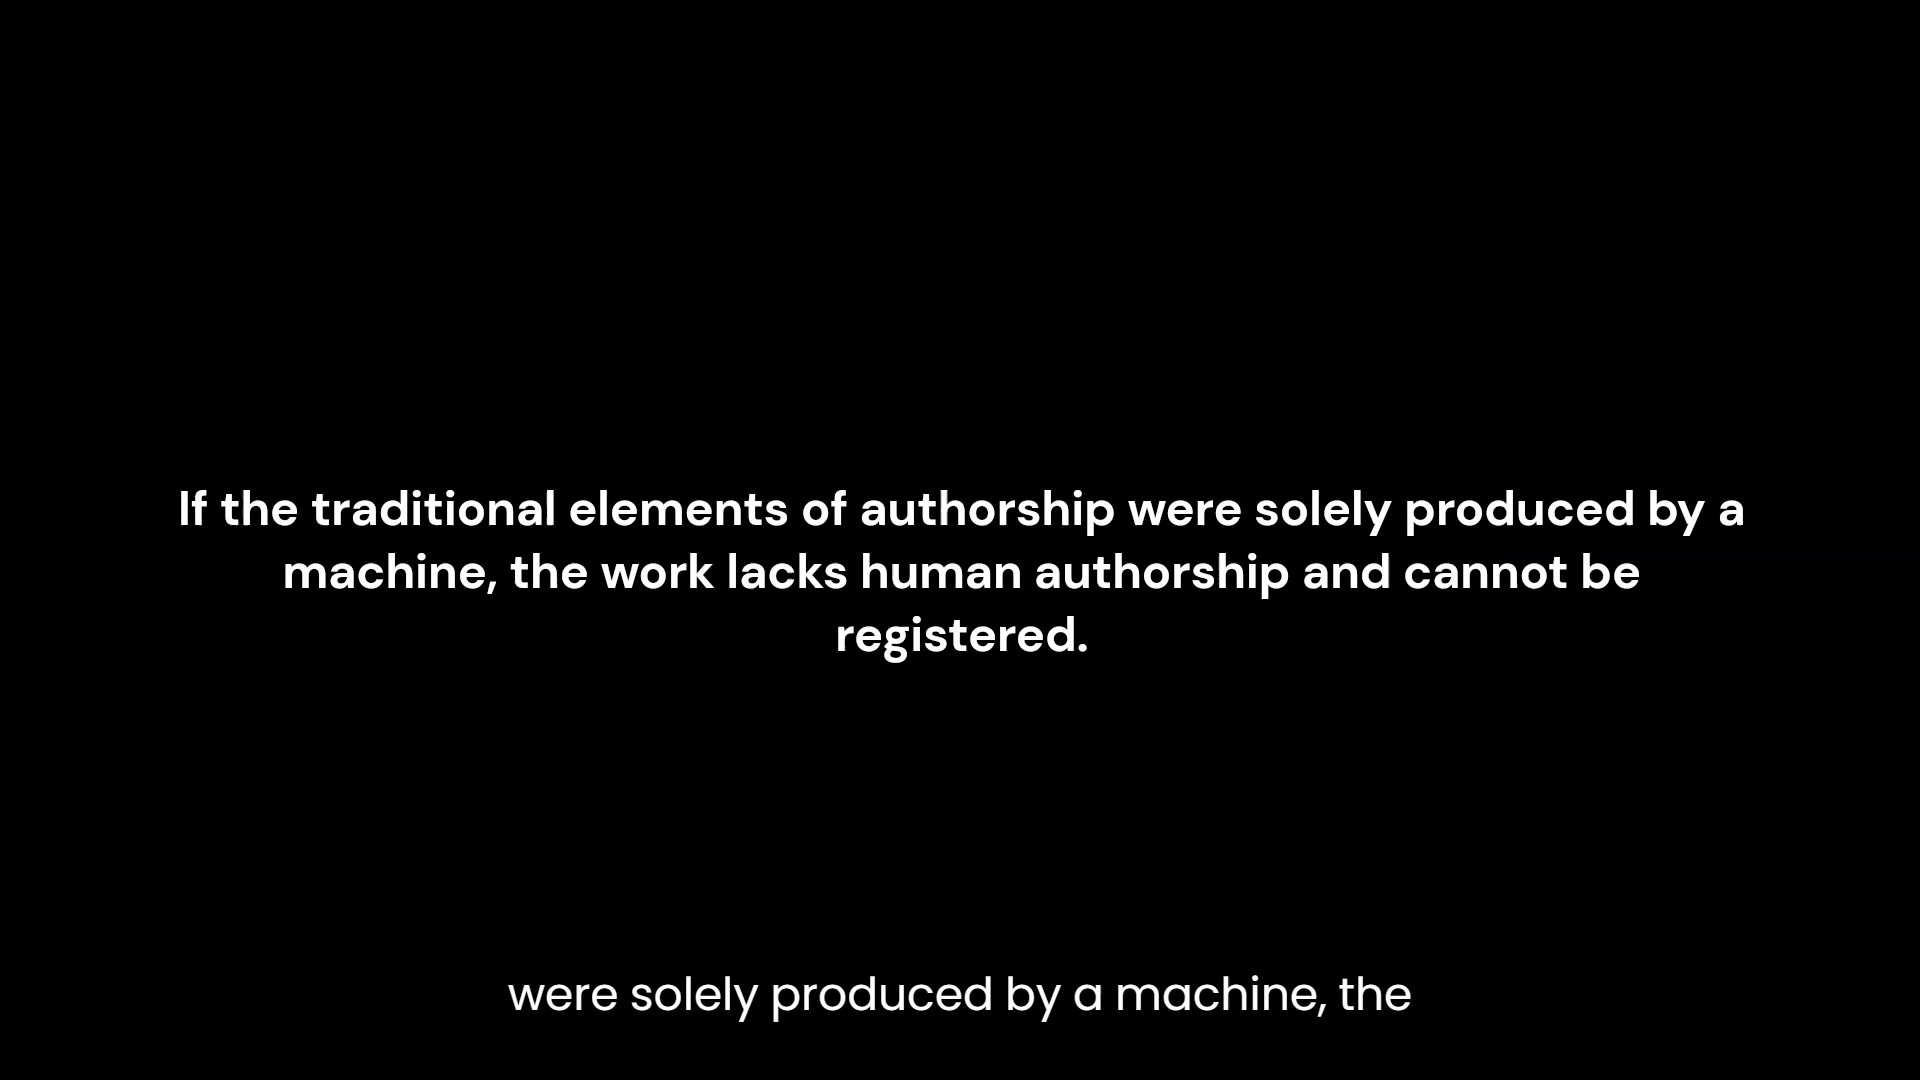 If the traditional elements of authorship were solely produced by a
machine, the work lacks human authorship and cannot be
registered.
were solely produced by a machine, the